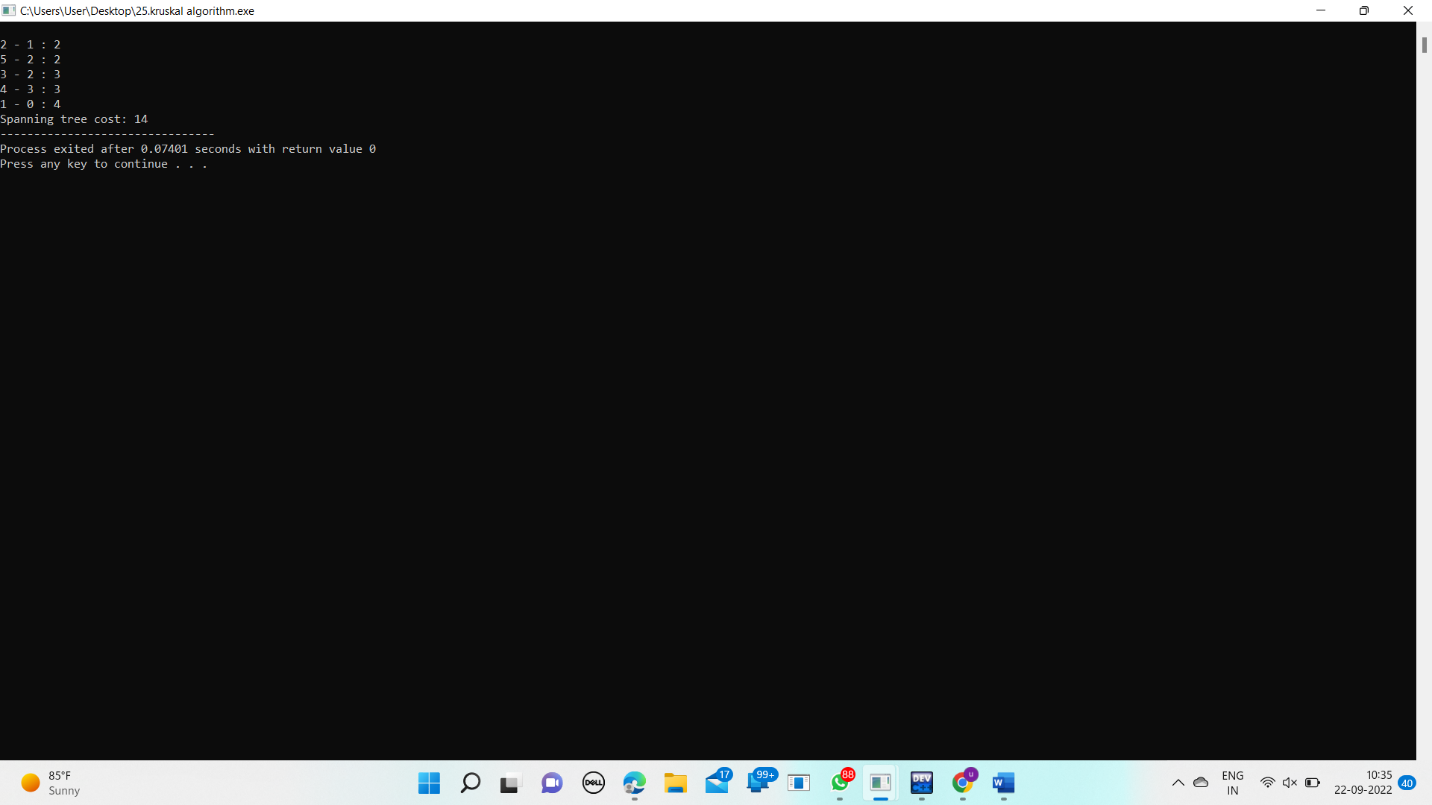 C:\Users\User\Desktop\25.kruskal algorithm.exe
2 - 1 : 2
5 - 2 : 2
3 - 2 : 3
4 - 3 : 3
1 - 0 : 4
Spanning tree cost: 14
--------------------------------
Process exited after 0.07401 seconds with return value 0
Press any key to continue . . .
85°F
Sunny
DELL
17
99+
88
DEV
U
W
ENG
IN
10:35
22-09-2022
40